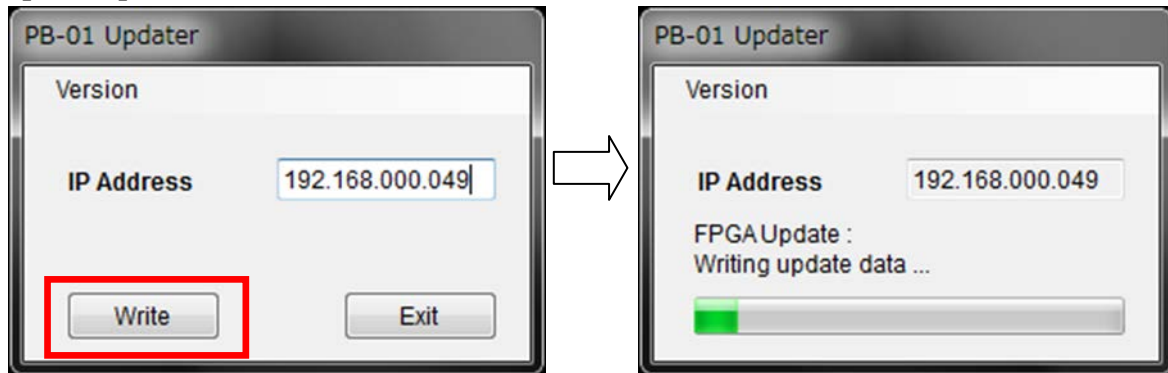 PB-01 Updater
Version
IP Address 192.168.000.049
Write Exit
PB-01 Updater
Version
IP Address 192.168.000.049
FPGA Update :
Writing update data ...